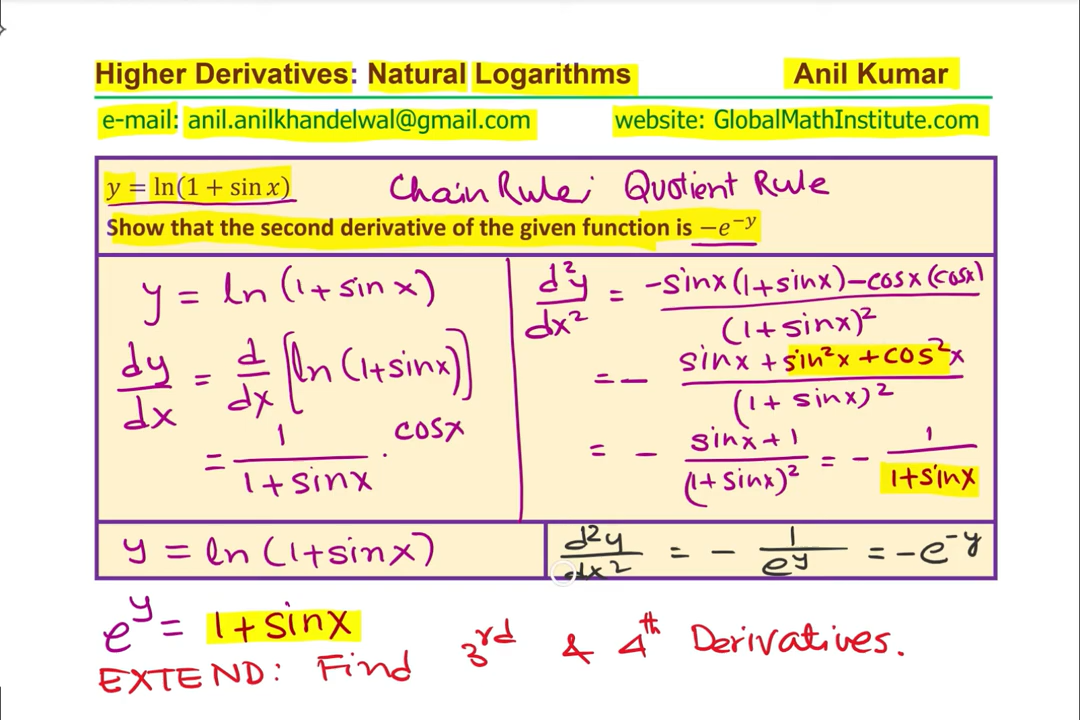 Higher Derivatives: Natural Logarithms Anil Kumar
e-mail: anil.anilkhandelwal@gmail.com website: GlobalMathInstitute.com
y = ln(1 + sin x) Chain Rule; Quotient Rule
Show that the second derivative of the given function is −e^−y
y = ln (1+ sin x)
dy/dx = d/dx [ln (1+sinx)]
= 1/(1+sinx) · cosx
d²y/dx² = (-sinx(1+sinx)-cosx(cosx))/(1+sinx)²
= - (sinx + sin²x + cos²x)/(1+ sinx)²
= - (sinx+1)/(1+sinx)² = - 1/(1+sinx)
y = ln (1+sinx)
d²y/dx² = - 1/e^y = -e^-y
e^y = 1+sinx
EXTEND: Find 3rd & 4th Derivatives.